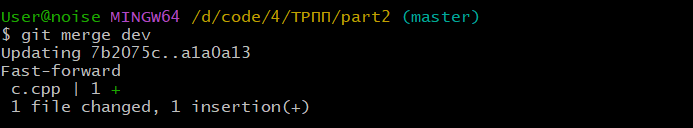 User@noise MINGW64 /d/code/4/ТРПП/part2 (master)
$ git merge dev
Updating 7b2075c..a1a0a13
Fast-forward
 c.cpp | 1 +
 1 file changed, 1 insertion(+)